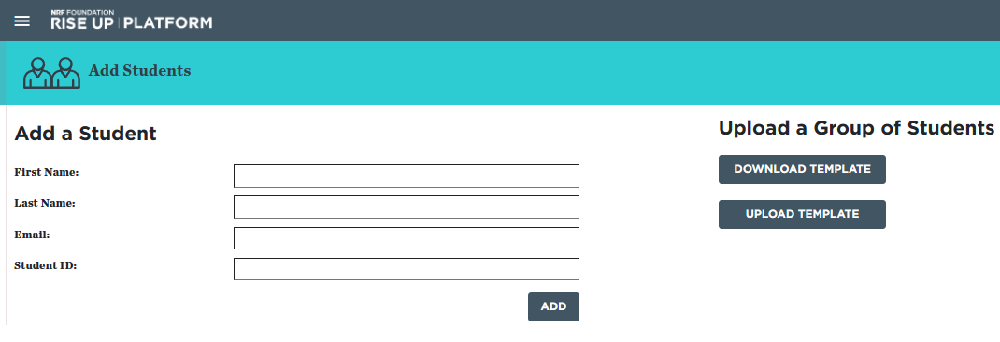 NRF FOUNDATION
RISE UP | PLATFORM
Add Students
Add a Student
First Name:
Last Name:
Email:
Student ID:
ADD
Upload a Group of Students
DOWNLOAD TEMPLATE
UPLOAD TEMPLATE